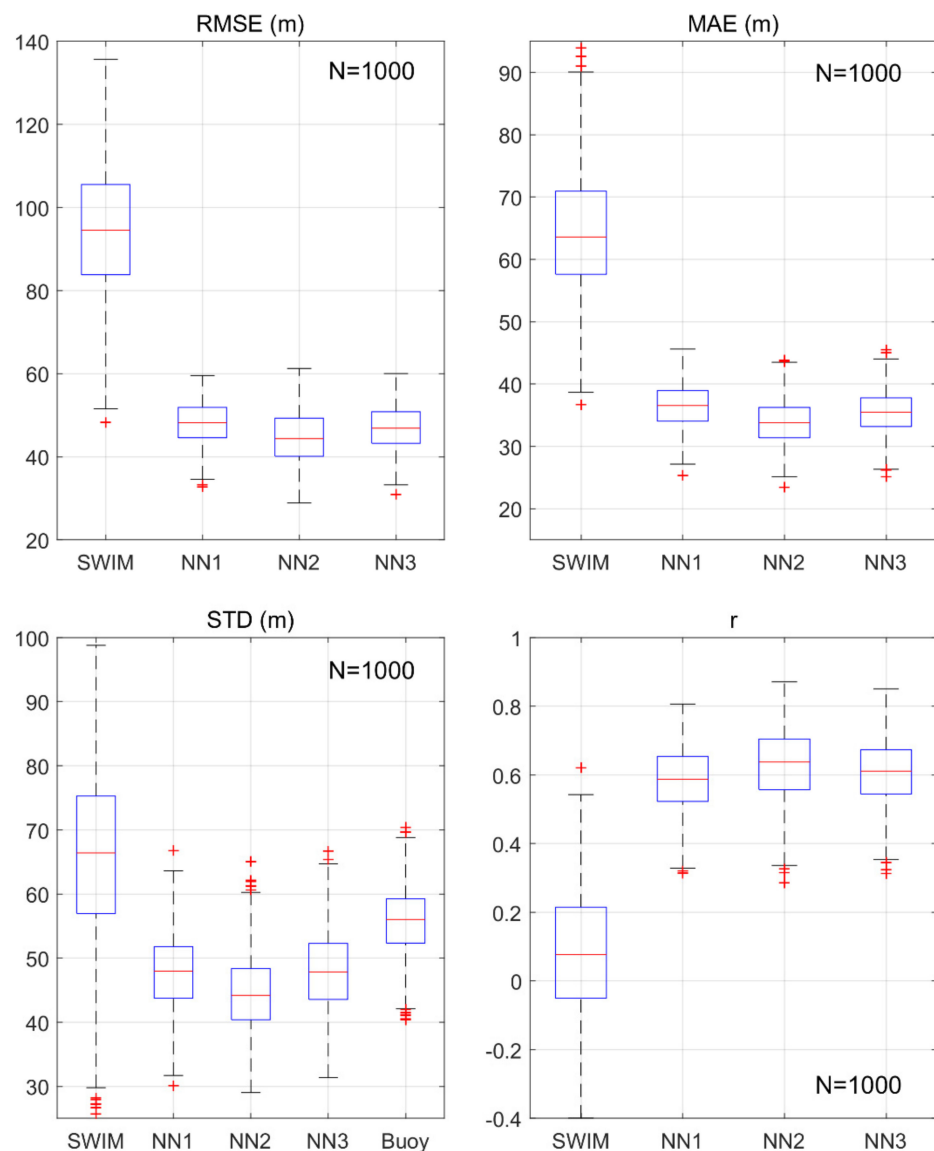 RMSE (m)
N=1000
140
120
100
80
60
40
20
SWIM NN1 NN2 NN3
MAE (m)
N=1000
90
80
70
60
50
40
30
20
SWIM NN1 NN2 NN3
STD (m)
N=1000
100
90
80
70
60
50
40
30
SWIM NN1 NN2 NN3 Buoy
r
1
0.8
0.6
0.4
0.2
0
-0.2
-0.4
N=1000
SWIM NN1 NN2 NN3